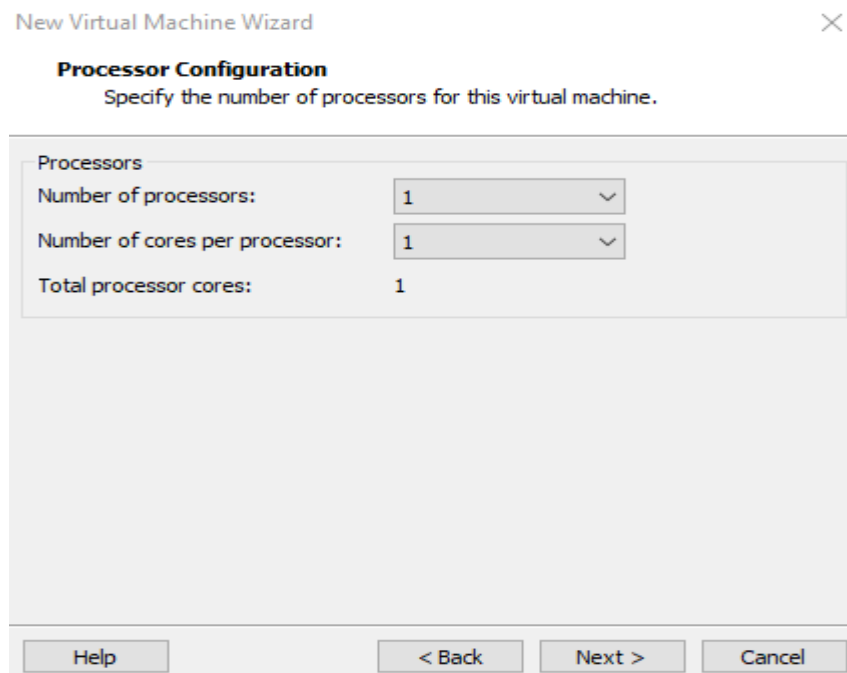 New Virtual Machine Wizard
Processor Configuration
Specify the number of processors for this virtual machine.
Processors
Number of processors: 1
Number of cores per processor: 1
Total processor cores: 1
Help < Back Next > Cancel